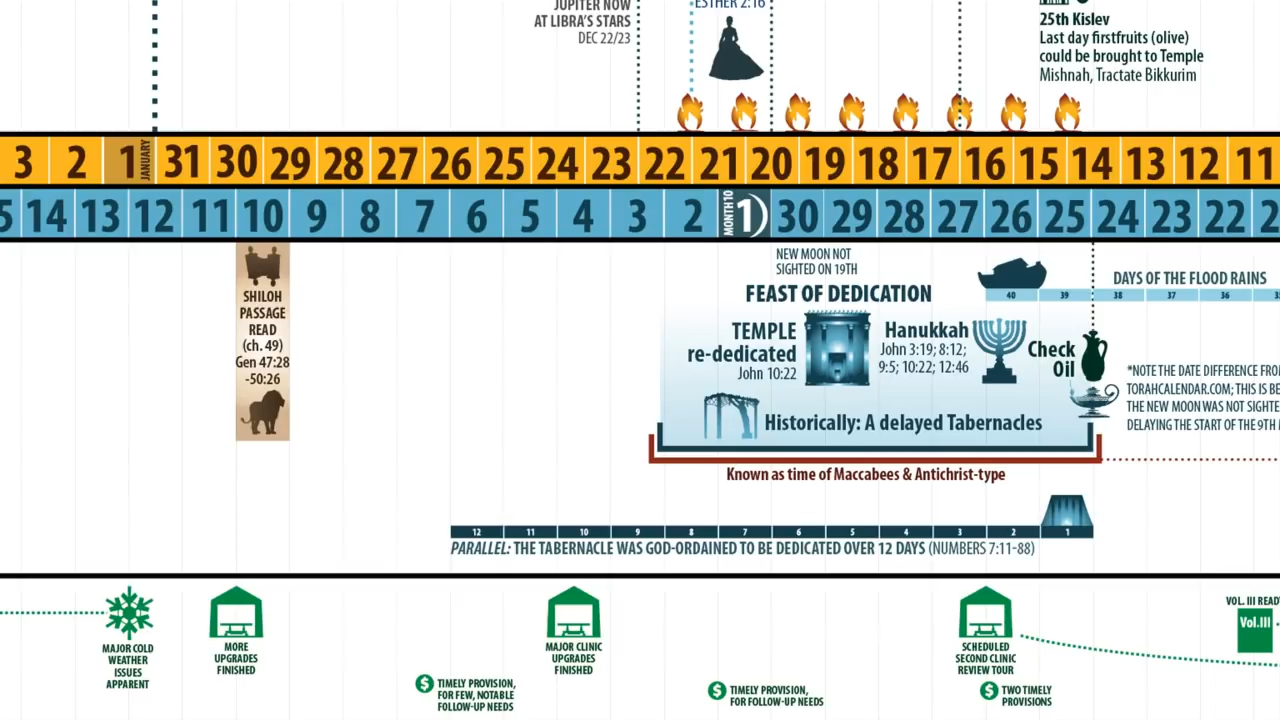 JUPITER NOW
AT LIBRA'S STARS
DEC 22/23
ESTHER 2:16
25th Kislev
Last day firstfruits (olive)
could be brought to Temple
Mishnah, Tractate Bikkurim
3 2 1 JANUARY 31 30 29 28 27 26 25 24 23 22 21 20 19 18 17 16 15 14 13 12 11
14 13 12 11 10 9 8 7 6 5 4 3 2 MONTH 10 1 30 29 28 27 26 25 24 23 22
SHILOH
PASSAGE
READ
(ch. 49)
Gen 47:28
-50:26
NEW MOON NOT
SIGHTED ON 19TH
FEAST OF DEDICATION
TEMPLE
re-dedicated
John 10:22
Hanukkah
John 3:19; 8:12;
9:5; 10:22; 12:46
Check
Oil
Historically: A delayed Tabernacles
Known as time of Maccabees & Antichrist-type
DAYS OF THE FLOOD RAINS
40 39 38 37 36
*NOTE THE DATE DIFFERENCE
TORAHCALENDAR.COM; THIS IS
THE NEW MOON WAS NOT
DELAYING THE START OF THE 9TH
12 11 10 9 8 7 6 5 4 3 2 1
PARALLEL: THE TABERNACLE WAS GOD-ORDAINED TO BE DEDICATED OVER 12 DAYS (NUMBERS 7:11-88)
MAJOR COLD
WEATHER
ISSUES
APPARENT
MORE
UPGRADES
FINISHED
$ TIMELY PROVISION,
FOR FEW, NOTABLE
FOLLOW-UP NEEDS
MAJOR CLINIC
UPGRADES
FINISHED
$ TIMELY PROVISION,
FOR FOLLOW-UP NEEDS
SCHEDULED
SECOND CLINIC
REVIEW TOUR
$ TWO TIMELY
PROVISIONS
VOL. III READY
Vol.III